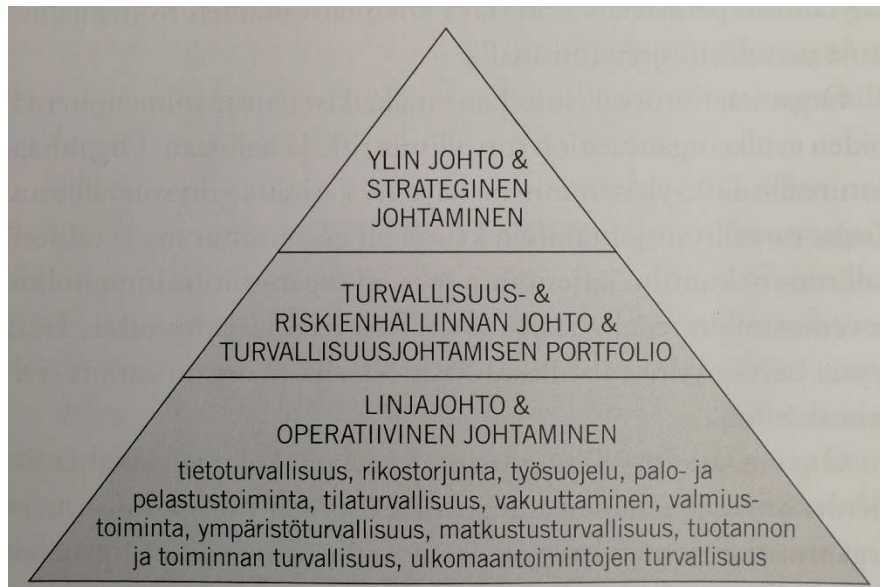 YLIN JOHTO &
STRATEGINEN
JOHTAMINEN
TURVALLISUUS- &
RISKIENHALLINNAN JOHTO &
TURVALLISUUSJOHTAMISEN PORTFOLIO
LINJAJOHTO &
OPERATIIVINEN JOHTAMINEN
tietoturvallisuus, rikostorjunta, työsuojelu, palo- ja
pelastustoiminta, tilaturvallisuus, vakuuttaminen, valmius-
toiminta, ympäristöturvallisuus, matkustusturvallisuus, tuotannon
ja toiminnan turvallisuus, ulkomaantoimintojen turvallisuus